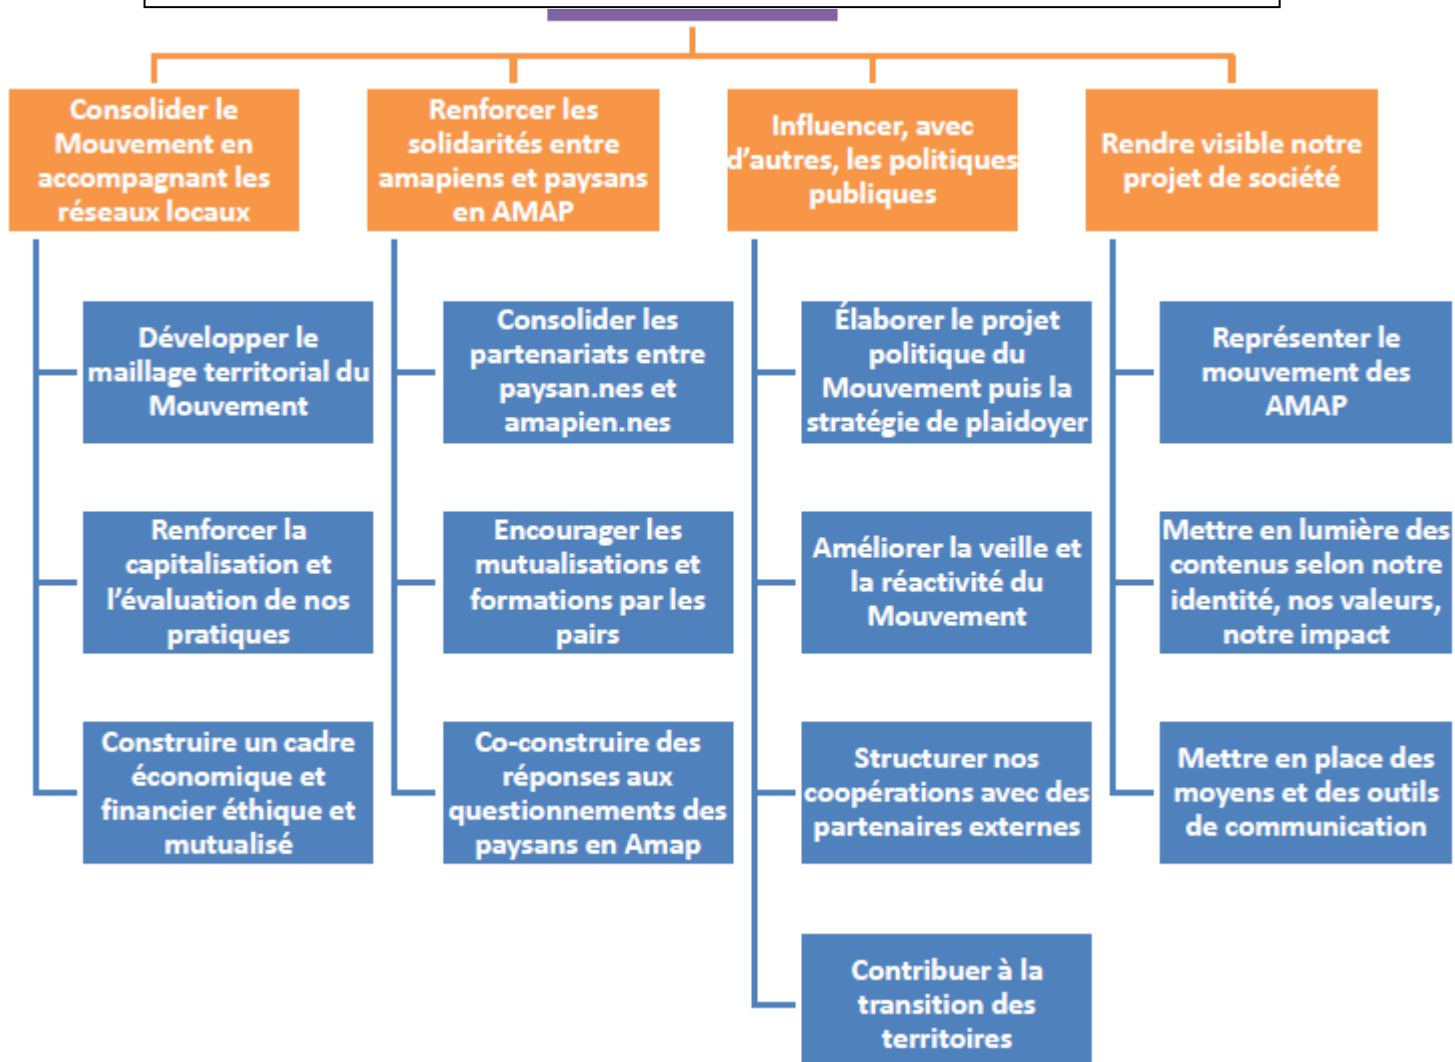 Consolider le
Mouvement en
accompagnant les
réseaux locaux
Développer le
maillage territorial du
Mouvement
Renforcer la
capitalisation et
l'évaluation de nos
pratiques
Construire un cadre
économique et
financier éthique et
mutualisé
Renforcer les
solidarités entre
amapiens et paysans
en AMAP
Consolider les
partenariats entre
paysan.nes et
amapien.nes
Encourager les
mutualisations et
formations par les
pairs
Co-construire des
réponses aux
questionnements des
paysans en Amap
Influencer, avec
d'autres, les politiques
publiques
Élaborer le projet
politique du
Mouvement puis la
stratégie de plaidoyer
Améliorer la veille et
la réactivité du
Mouvement
Structurer nos
coopérations avec des
partenaires externes
Contribuer à la
transition des
territoires
Rendre visible notre
projet de société
Représenter le
mouvement des
AMAP
Mettre en lumière des
contenus selon notre
identité, nos valeurs,
notre impact
Mettre en place des
moyens et des outils
de communication